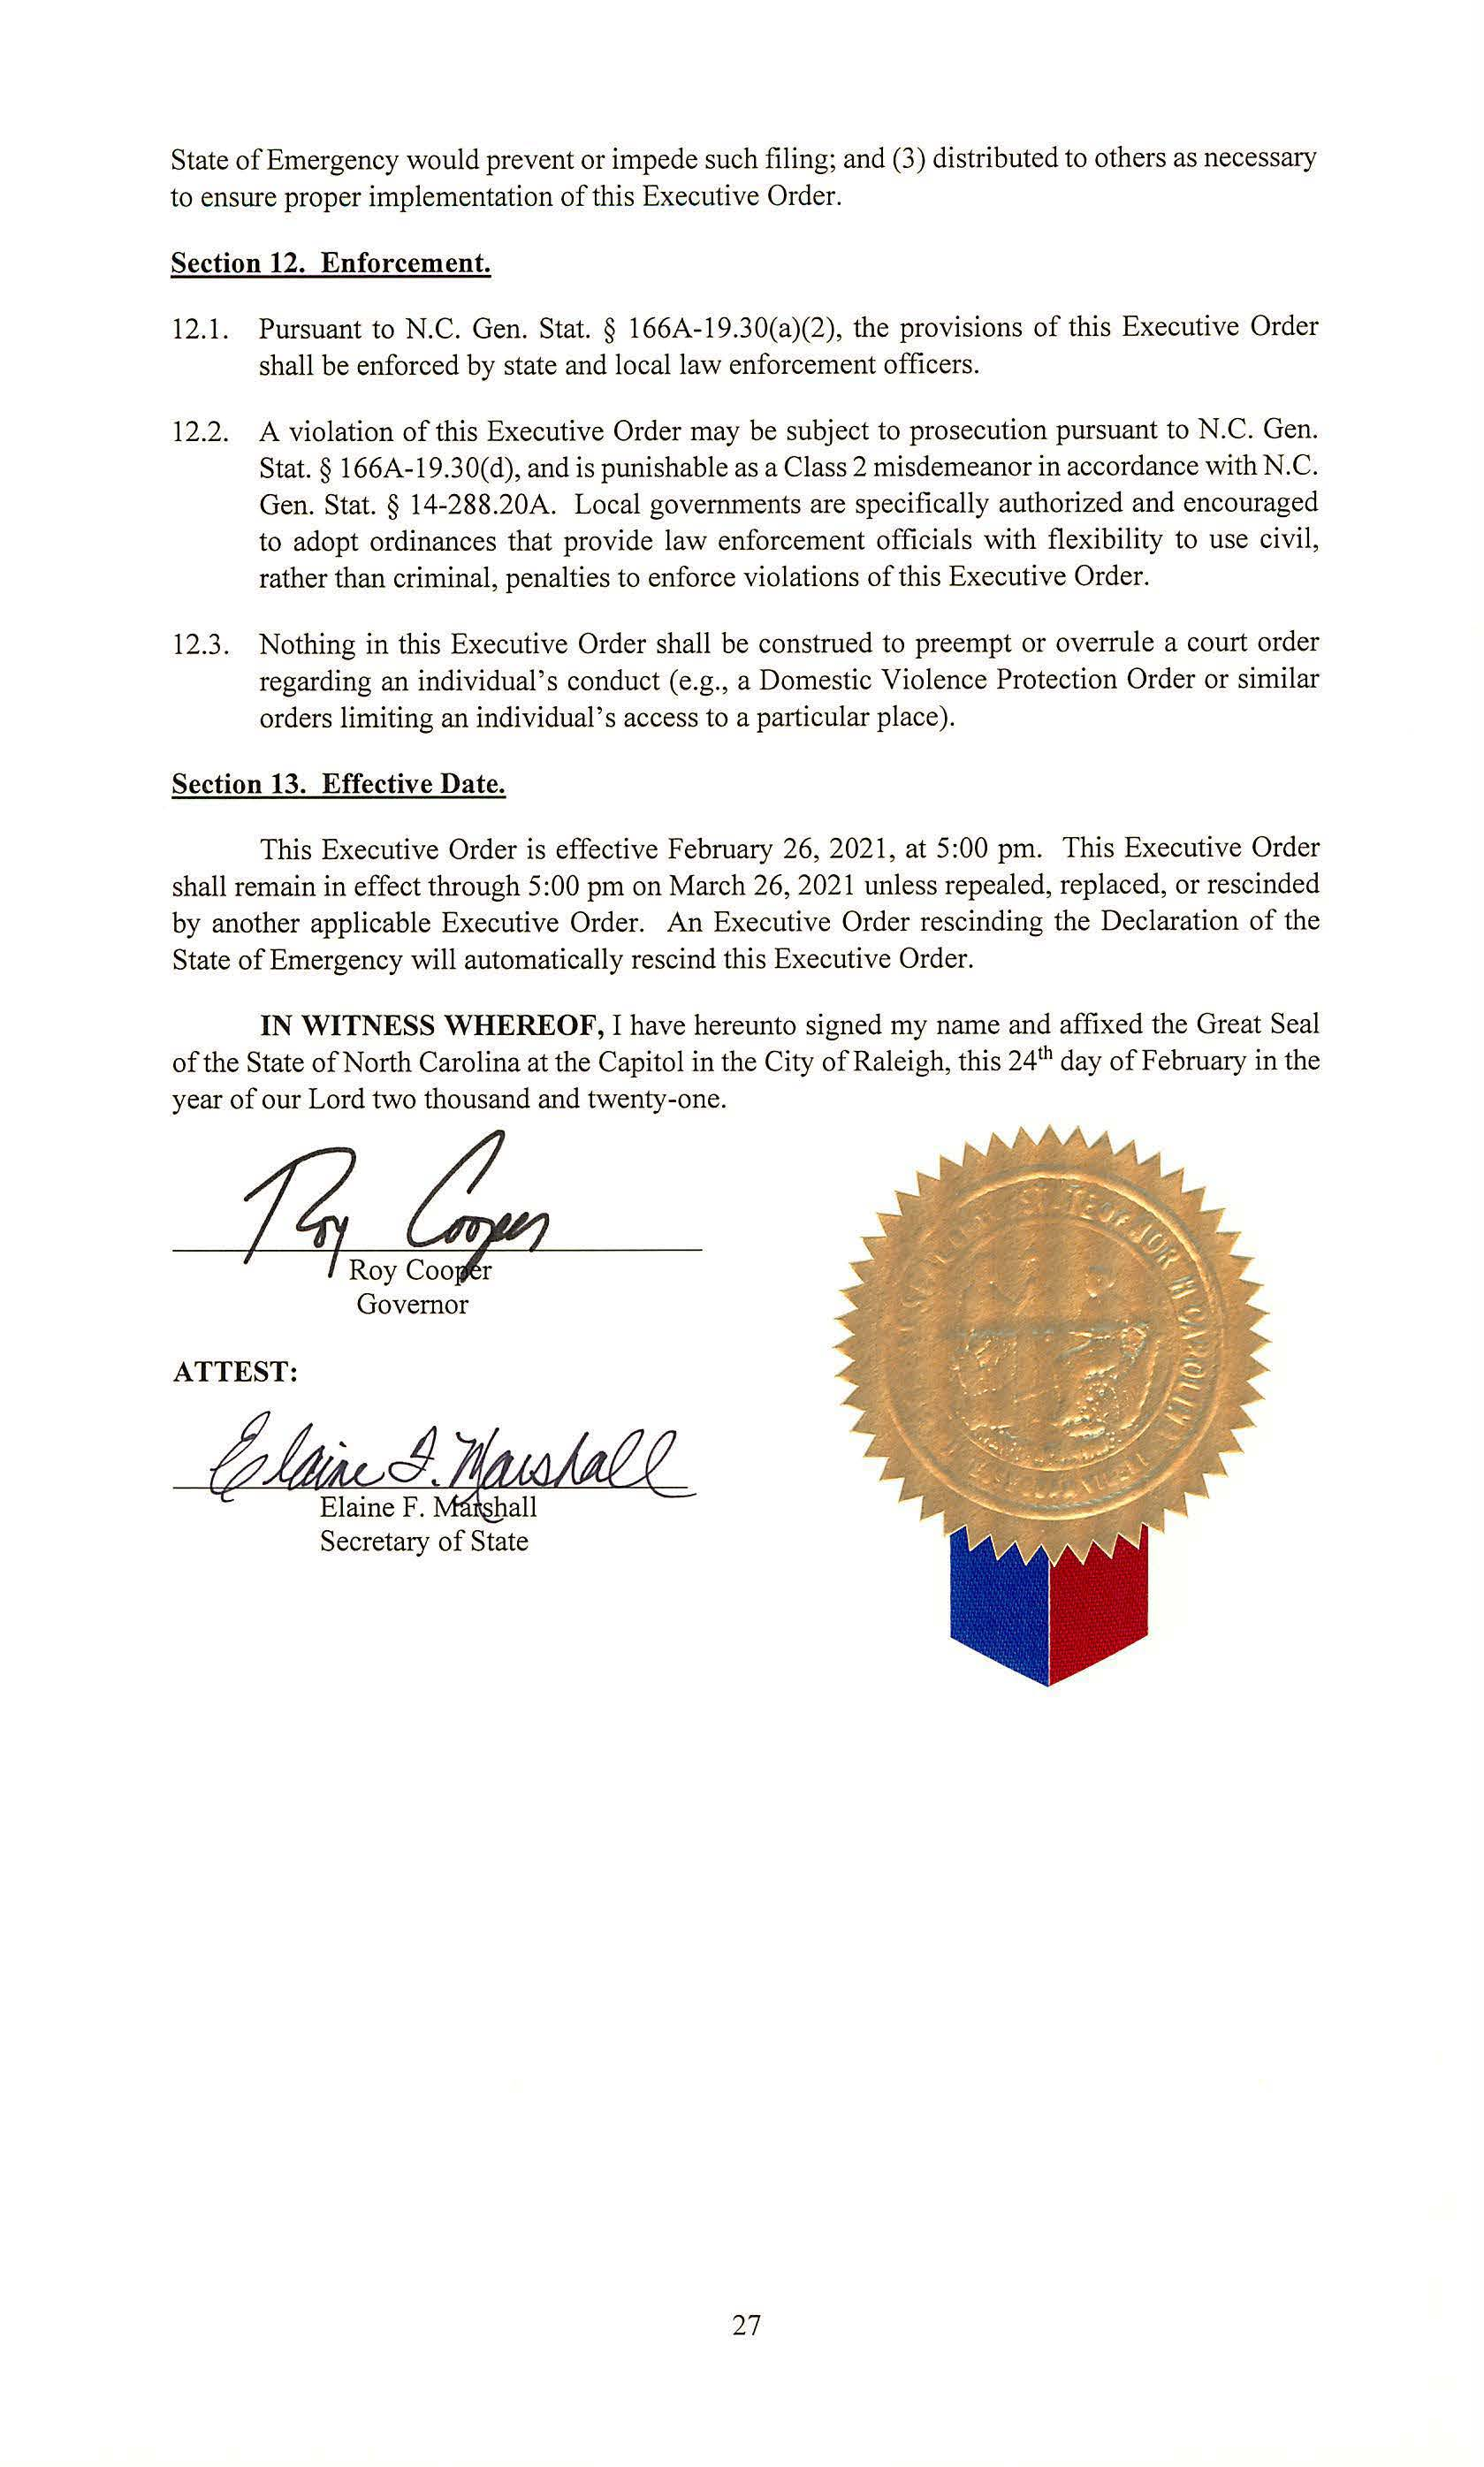 State of Emergency would prevent or impede such filing; and (3) distributed to others as necessary
to ensure proper implementation of this Executive Order.
Section 12. Enforcement.
12.1. Pursuant to N.C. Gen. Stat. § 166A-19.30(a)(2), the provisions of this Executive Order
shall be enforced by state and local law enforcement officers.
12.2. A violation of this Executive Order may be subject to prosecution pursuant to N.C. Gen.
Stat. § 166A-19.30(d), and is punishable as a Class 2 misdemeanor in accordance with N.C.
Gen. Stat. § 14-288.20A. Local governments are specifically authorized and encouraged
to adopt ordinances that provide law enforcement officials with flexibility to use civil,
rather than criminal, penalties to enforce violations of this Executive Order.
12.3. Nothing in this Executive Order shall be construed to preempt or overrule a court order
regarding an individual's conduct (e.g., a Domestic Violence Protection Order or similar
orders limiting an individual's access to a particular place).
Section 13. Effective Date.
This Executive Order is effective February 26, 2021, at 5:00 pm. This Executive Order
shall remain in effect through 5:00 pm on March 26, 2021 unless repealed, replaced, or rescinded
by another applicable Executive Order. An Executive Order rescinding the Declaration of the
State of Emergency will automatically rescind this Executive Order.
IN WITNESS WHEREOF, I have hereunto signed my name and affixed the Great Seal
of the State of North Carolina at the Capitol in the City of Raleigh, this 24th day of February in the
year of our Lord two thousand and twenty-one.
Roy Cooper
Roy Cooper
Governor
ATTEST:
Elaine F. Marshall
Elaine F. Marshall
Secretary of State
27